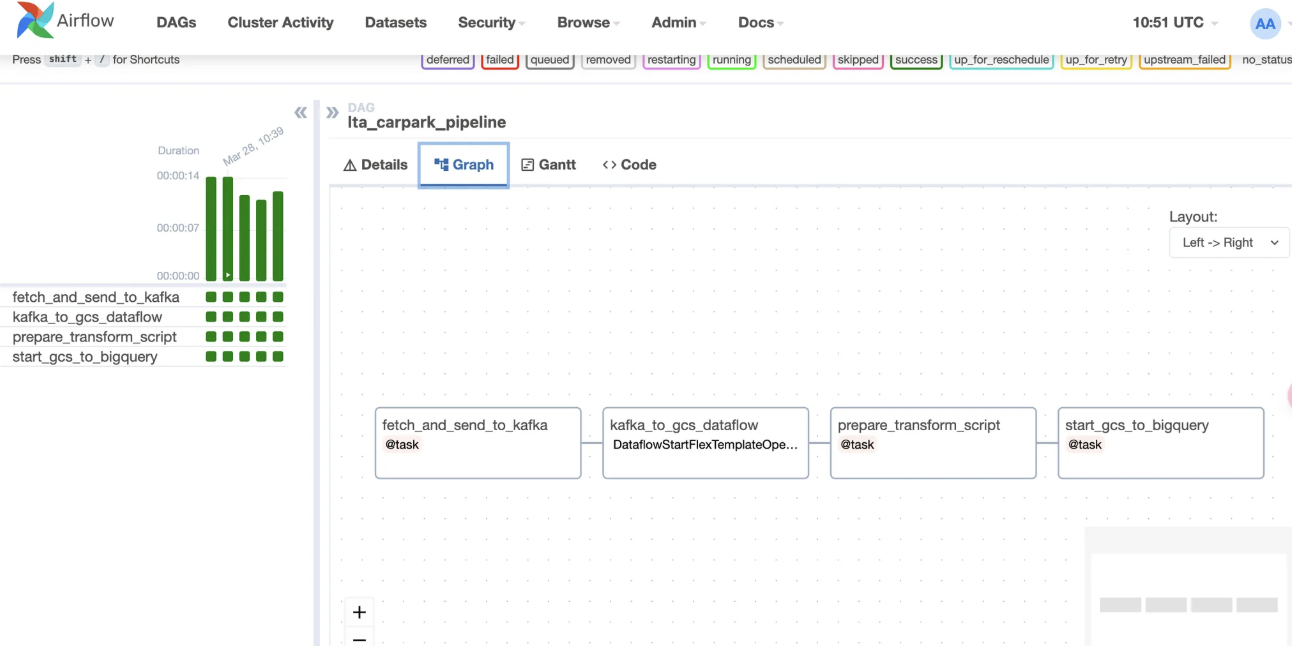 Airflow
DAGs Cluster Activity Datasets Security Browse Admin Docs 10:51 UTC AA
Press shift + / for Shortcuts
deferred failed queued removed restarting running scheduled skipped success up_for_reschedule up_for_retry upstream_failed no_status
DAG
lta_carpark_pipeline
Details Graph Gantt <> Code
Duration
Mar 28, 10:39
00:00:14
00:00:07
00:00:00
fetch_and_send_to_kafka
kafka_to_gcs_dataflow
prepare_transform_script
start_gcs_to_bigquery
Layout:
Left -> Right
fetch_and_send_to_kafka
@task
kafka_to_gcs_dataflow
DataflowStartFlexTemplateOpe...
prepare_transform_script
@task
start_gcs_to_bigquery
@task
+
−